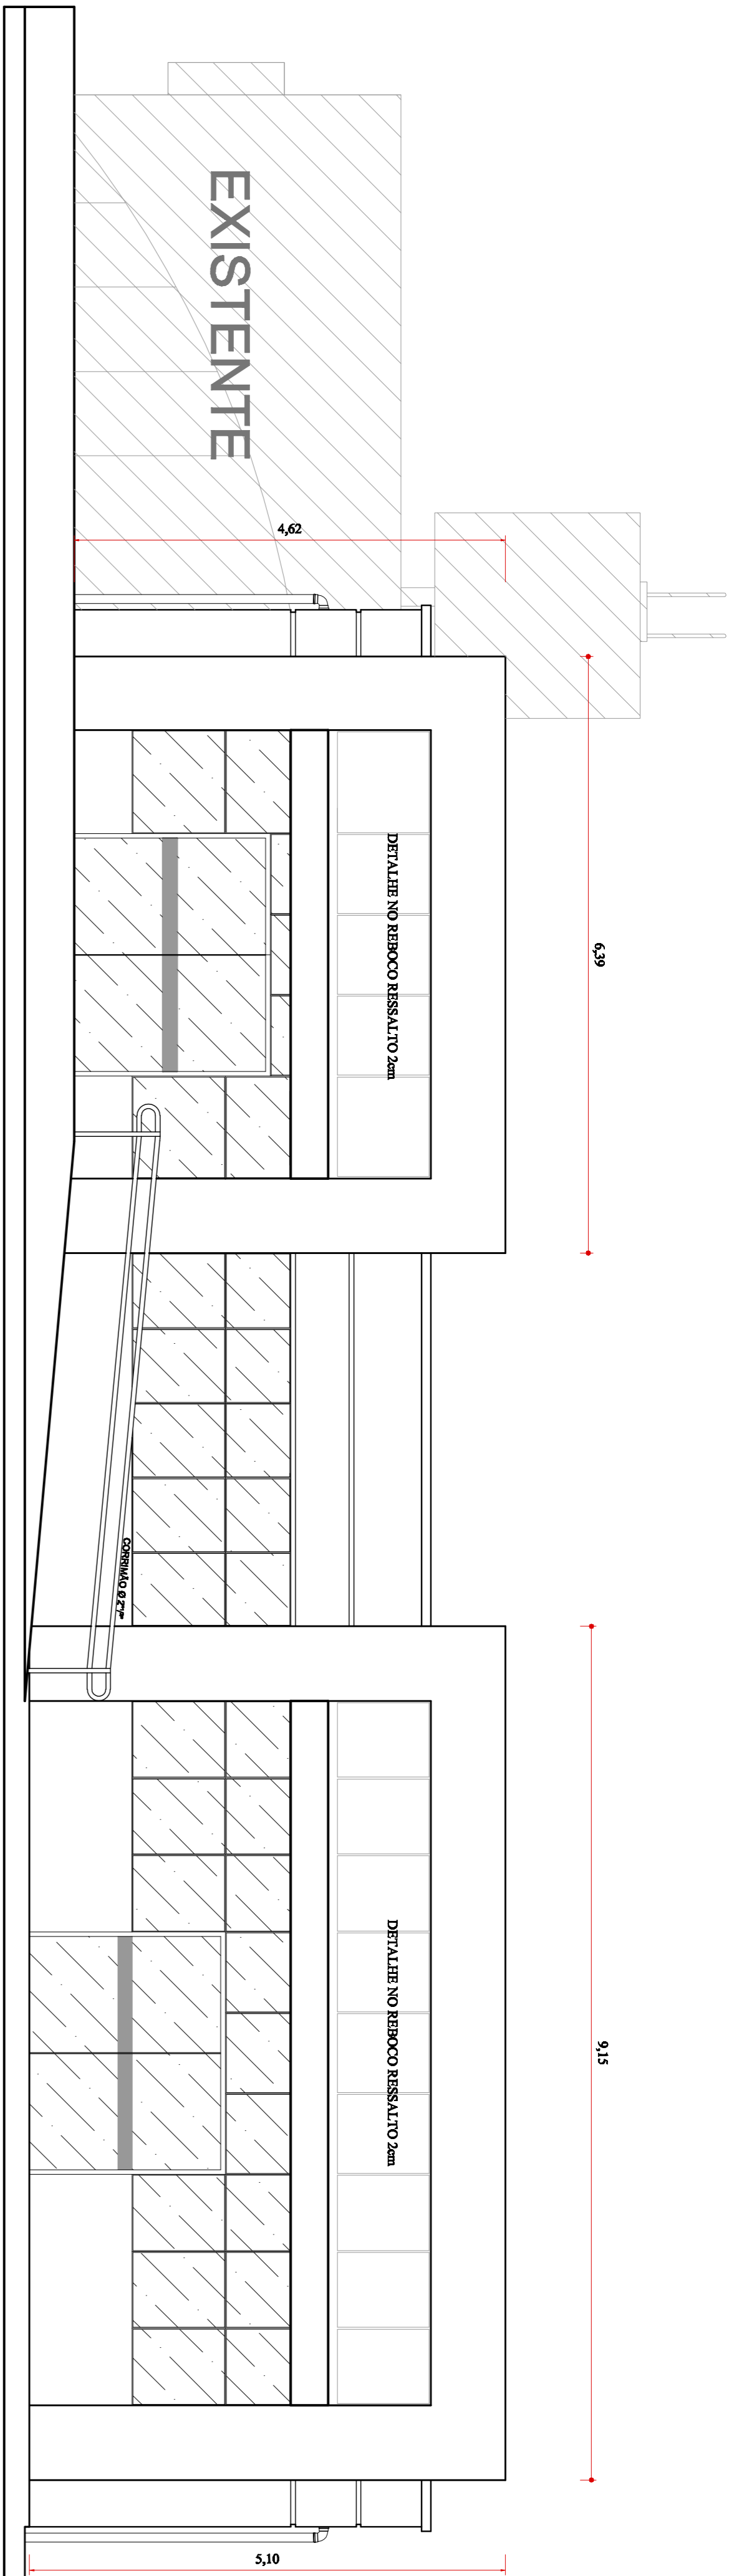 EXISTENTE
4,62
6,39
DETALHE NO REBOCO RESSALTO 2cm
CORRIMÃO Ø 2"
9,15
DETALHE NO REBOCO RESSALTO 2cm
5,10